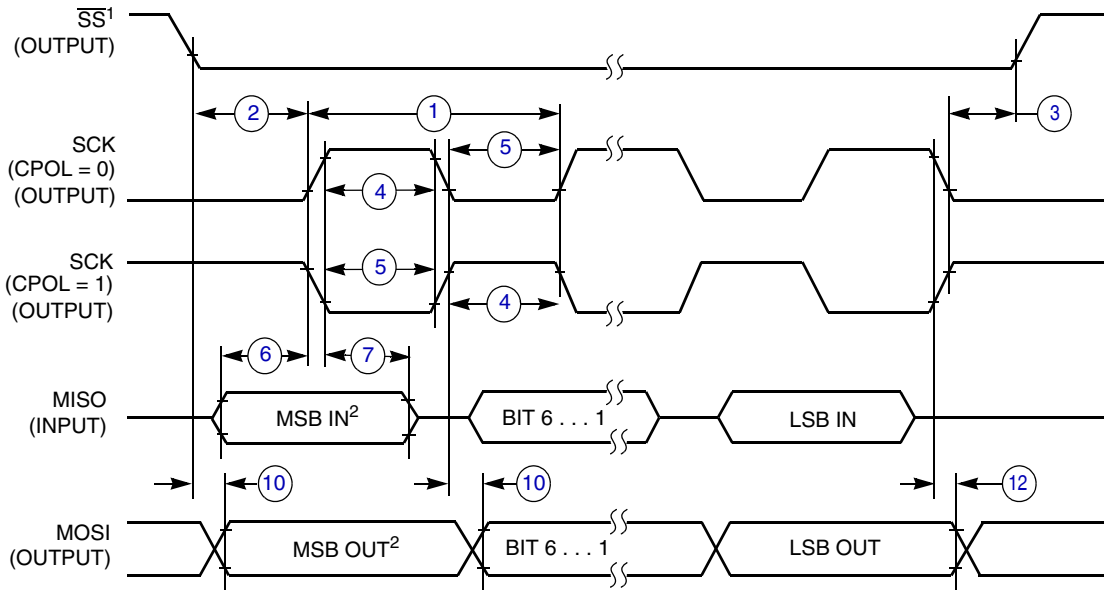 SS¹
(OUTPUT)
2
1
3
SCK
(CPOL = 0)
(OUTPUT)
5
4
SCK
(CPOL = 1)
(OUTPUT)
5
4
6
7
MISO
(INPUT)
MSB IN²
BIT 6 . . . 1
LSB IN
10
10
12
MOSI
(OUTPUT)
MSB OUT²
BIT 6 . . . 1
LSB OUT